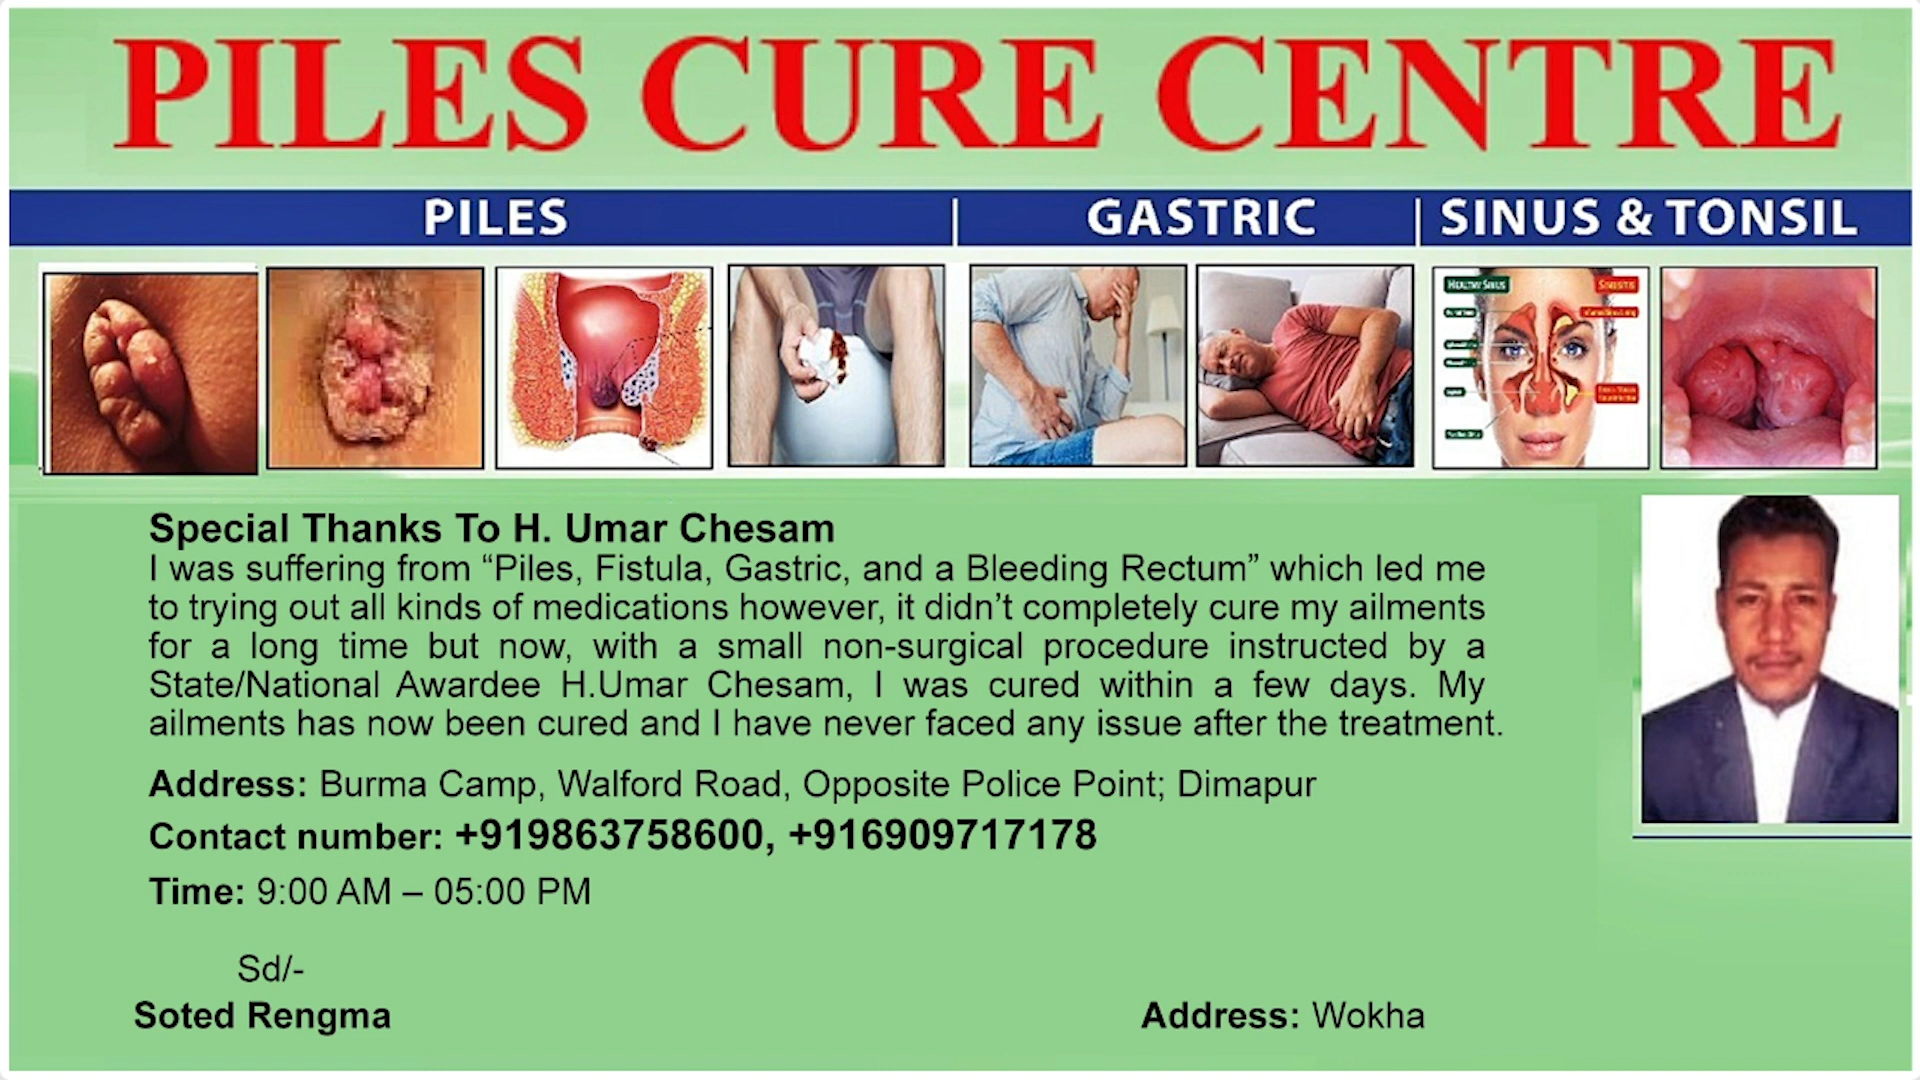 PILES CURE CENTRE
PILES | GASTRIC | SINUS & TONSIL
HEALTHY SINUS
SINUSITIS
Special Thanks To H. Umar Chesam
I was suffering from “Piles, Fistula, Gastric, and a Bleeding Rectum” which led me
to trying out all kinds of medications however, it didn’t completely cure my ailments
for a long time but now, with a small non-surgical procedure instructed by a
State/National Awardee H.Umar Chesam, I was cured within a few days. My
ailments has now been cured and I have never faced any issue after the treatment.
Address: Burma Camp, Walford Road, Opposite Police Point; Dimapur
Contact number: +919863758600, +916909717178
Time: 9:00 AM – 05:00 PM
Sd/-
Soted Rengma
Address: Wokha